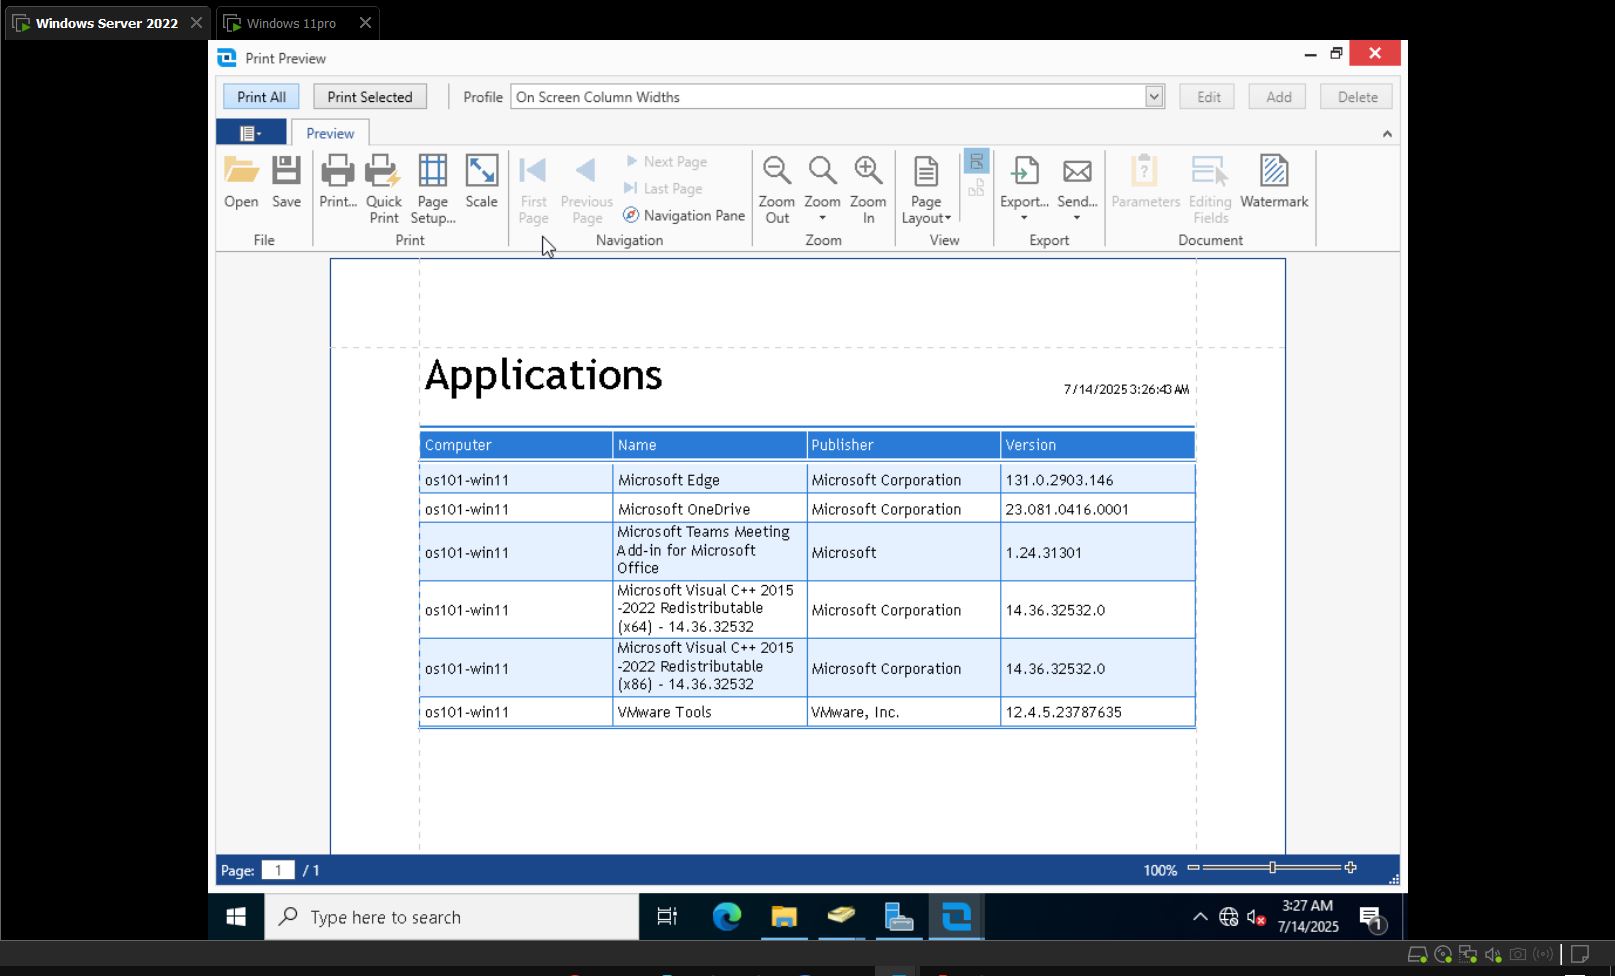 Windows Server 2022
Windows 11pro
Print Preview
Print All
Print Selected
Profile
On Screen Column Widths
Edit
Add
Delete
Preview
Open
Save
Print...
Quick Print
Page Setup...
Scale
First Page
Previous Page
Next Page
Last Page
Navigation Pane
Zoom Out
Zoom
Zoom In
Page Layout
Export...
Send...
Parameters
Editing Fields
Watermark
File
Print
Navigation
Zoom
View
Export
Document
Applications
7/14/2025 3:26:43 AM
Computer Name Publisher Version
os101-win11 Microsoft Edge Microsoft Corporation 131.0.2903.146
os101-win11 Microsoft OneDrive Microsoft Corporation 23.081.0416.0001
os101-win11 Microsoft Teams Meeting Add-in for Microsoft Office Microsoft 1.24.31301
os101-win11 Microsoft Visual C++ 2015 -2022 Redistributable (x64) - 14.36.32532 Microsoft Corporation 14.36.32532.0
os101-win11 Microsoft Visual C++ 2015 -2022 Redistributable (x86) - 14.36.32532 Microsoft Corporation 14.36.32532.0
os101-win11 VMware Tools VMware, Inc. 12.4.5.23787635
Page: 1 / 1
100%
Type here to search
3:27 AM
7/14/2025
1